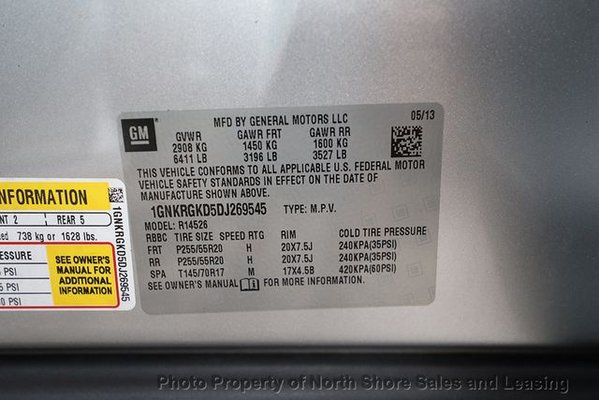 MFD BY GENERAL MOTORS LLC 05/13
GM
GVWR GAWR FRT GAWR RR
2908 KG 1450 KG 1600 KG
6411 LB 3196 LB 3527 LB
THIS VEHICLE CONFORMS TO ALL APPLICABLE U.S. FEDERAL MOTOR
VEHICLE SAFETY STANDARDS IN EFFECT ON THE DATE OF
MANUFACTURE SHOWN ABOVE.
1GNKRGKD5DJ269545 TYPE: M.P.V.
MODEL: R14526
RBBC TIRE SIZE SPEED RTG RIM COLD TIRE PRESSURE
FRT P255/55R20 H 20X7.5J 240KPA(35PSI)
RR P255/55R20 H 20X7.5J 240KPA(35PSI)
SPA T145/70R17 M 17X4.5B 420KPA(60PSI)
SEE OWNER'S MANUAL FOR MORE INFORMATION.
INFORMATION
NT 2 REAR 5
ed 738 kg or 1628 lbs.
PRESSURE
PSI
5 PSI
0 PSI
SEE OWNER'S
MANUAL FOR
ADDITIONAL
INFORMATION
1GNKRGKD5DJ269545
Photo Property of North Shore Sales and Leasing